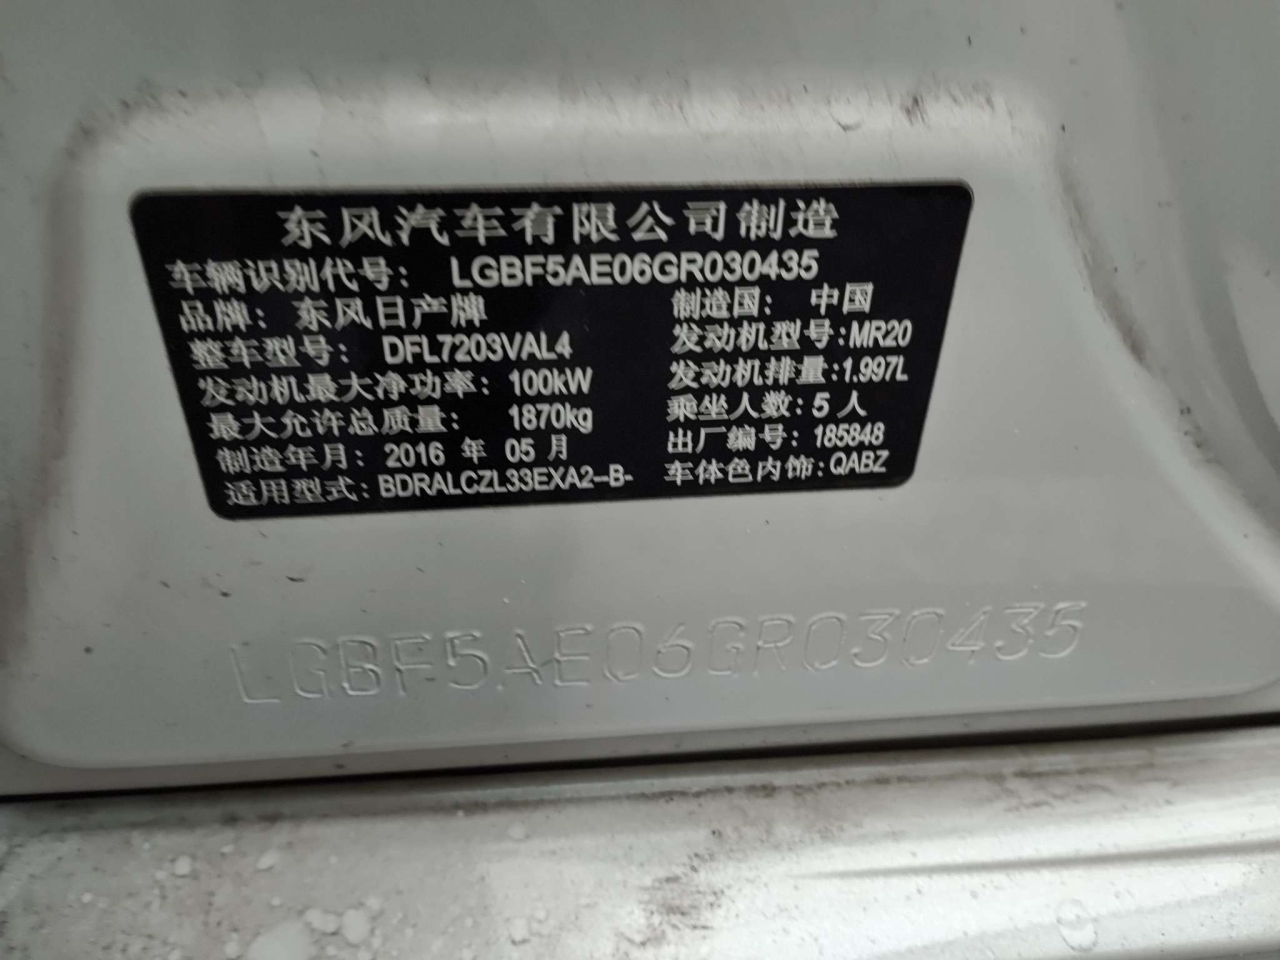 东风汽车有限公司制造
车辆识别代号: LGBF5AE06GR030435
品牌: 东风日产牌 制造国: 中国
整车型号: DFL7203VAL4 发动机型号:MR20
发动机最大净功率: 100kW 发动机排量:1.997L
最大允许总质量: 1870kg 乘坐人数: 5 人
制造年月: 2016 年 05 月 出厂编号: 185848
适用型式: BDRALCZL33EXA2--B- 车体色内饰: QABZ
LGBF5AE06GR030435